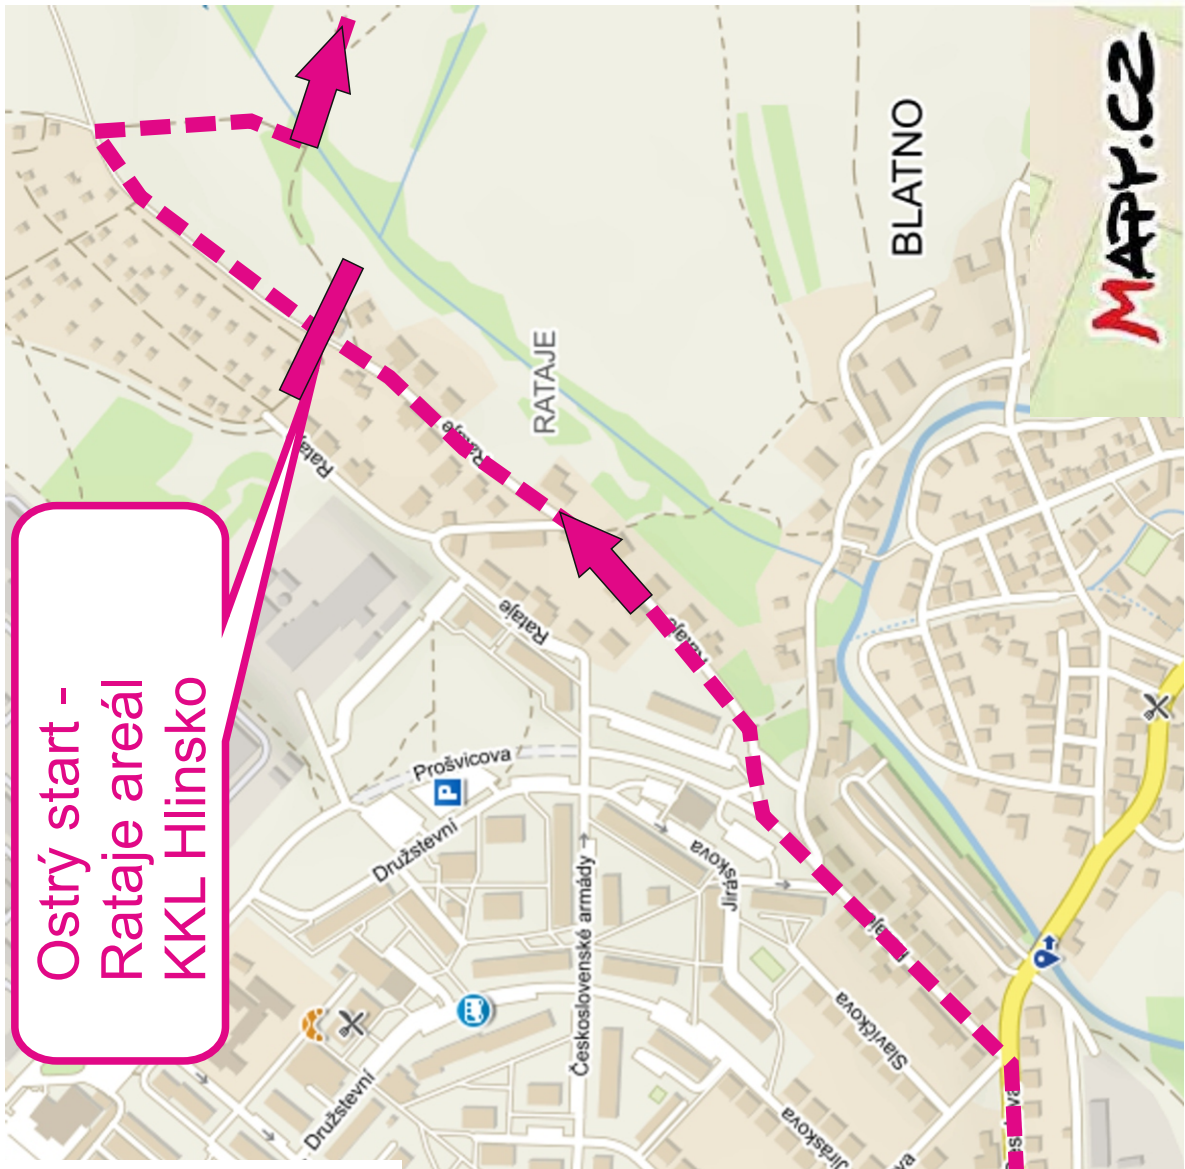 Ostrý start -
Rataje areál
KKL Hlinsko
MAPY.CZ
BLATNO
RATAJE
Rataje
Rataje
Rataje
Rataje
Prošvicova
P
Družstevní
Československé armády
Jiráskova
Slavíčkova
Družstevní
Jiráskova